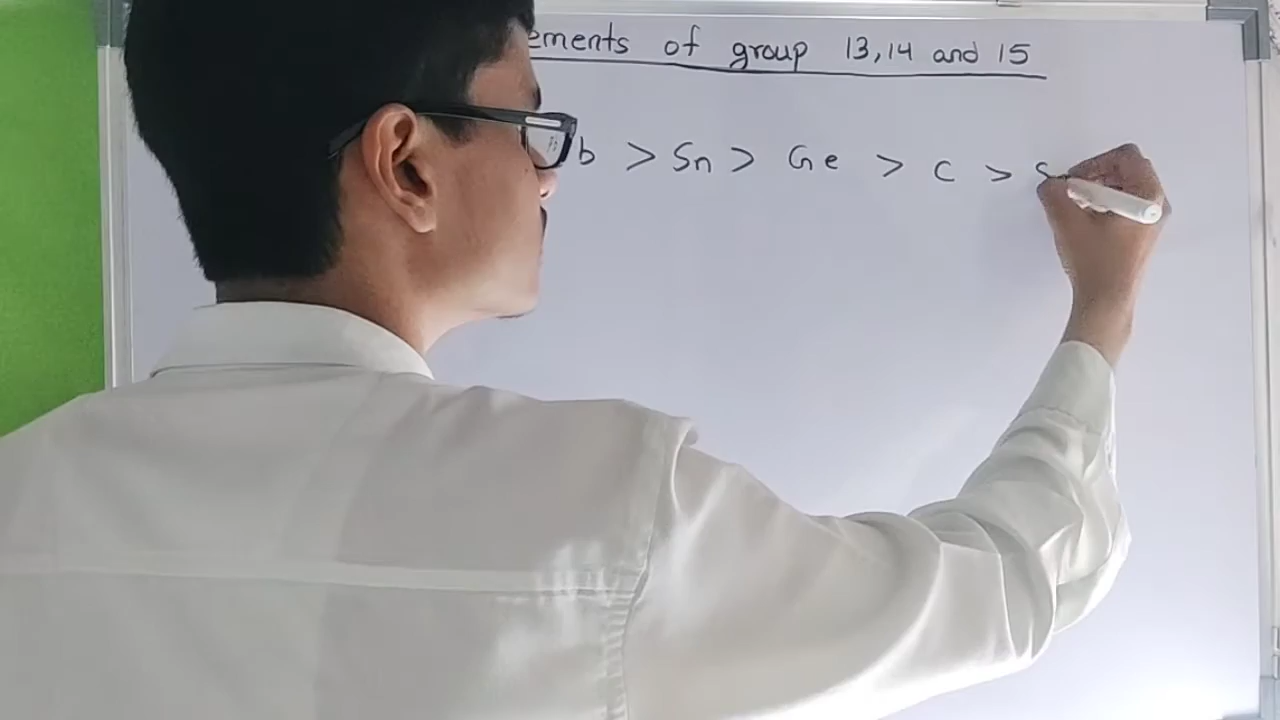 ements of group 13,14 and 15
b > Sn > Ge > C > S